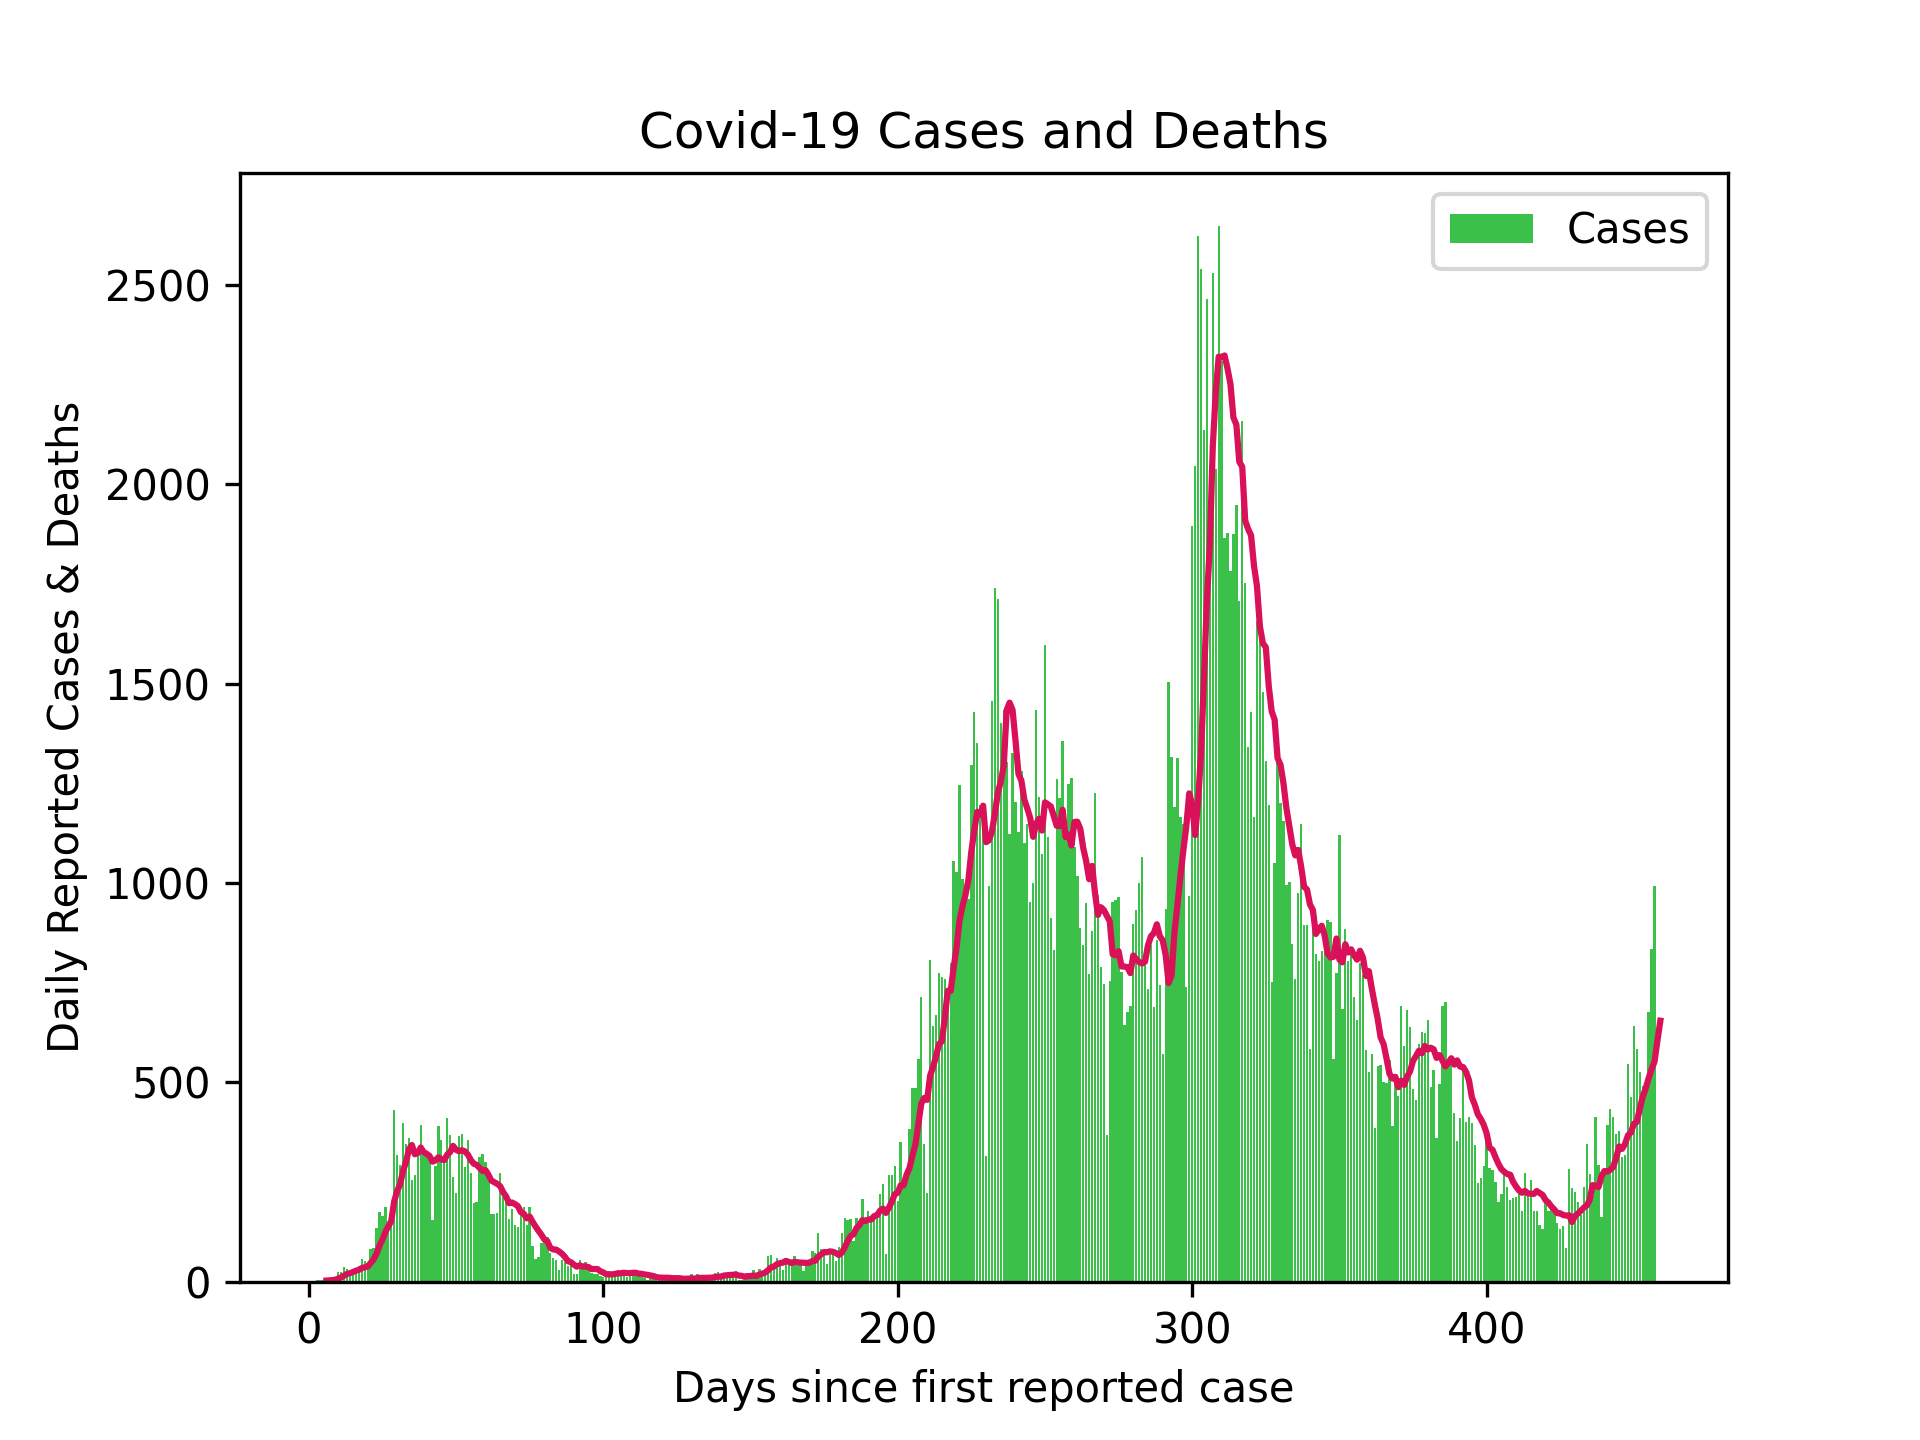 Covid-19 Cases and Deaths
Cases
Daily Reported Cases & Deaths
2500
2000
1500
1000
500
0
0 100 200 300 400
Days since first reported case